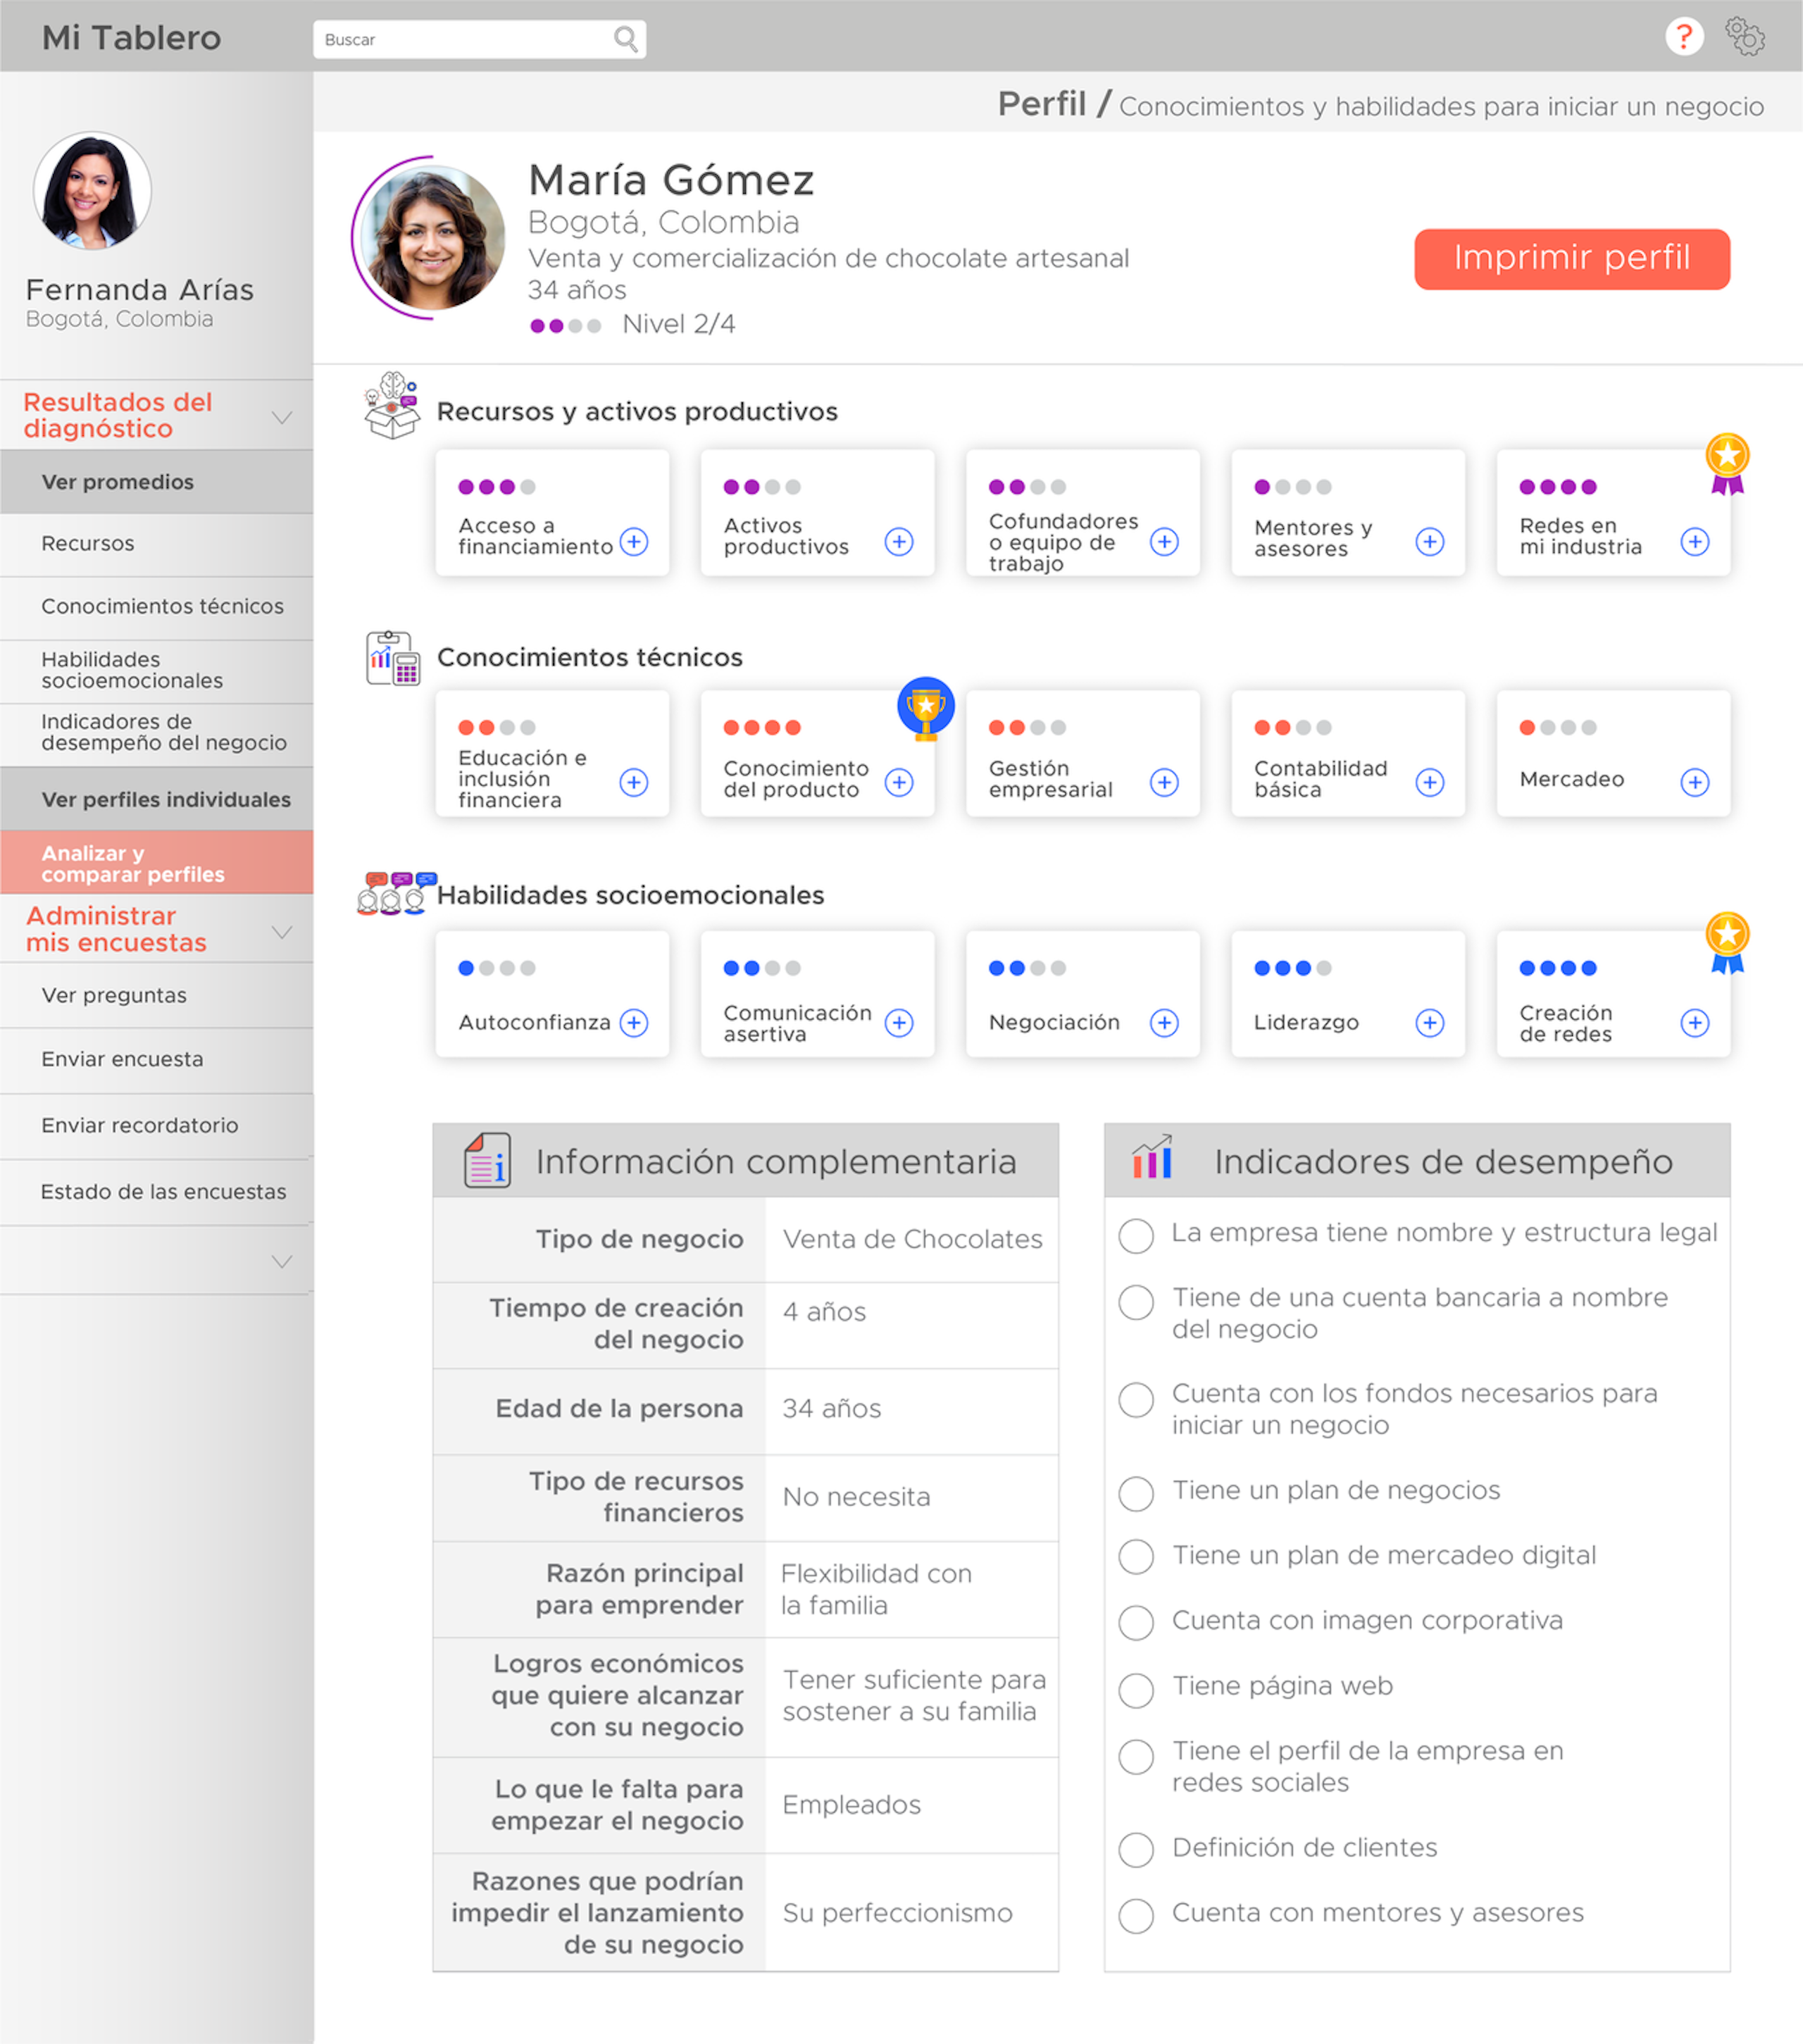 Mi Tablero
Buscar
?
Perfil / Conocimientos y habilidades para iniciar un negocio
Fernanda Arías
Bogotá, Colombia
Resultados del
diagnóstico
Ver promedios
Recursos
Conocimientos técnicos
Habilidades
socioemocionales
Indicadores de
desempeño del negocio
Ver perfiles individuales
Analizar y
comparar perfiles
Administrar
mis encuestas
Ver preguntas
Enviar encuesta
Enviar recordatorio
Estado de las encuestas
María Gómez
Bogotá, Colombia
Venta y comercialización de chocolate artesanal
34 años
Nivel 2/4
Imprimir perfil
Recursos y activos productivos
Acceso a
financiamiento
Activos
productivos
Cofundadores
o equipo de
trabajo
Mentores y
asesores
Redes en
mi industria
Conocimientos técnicos
Educación e
inclusión
financiera
Conocimiento
del producto
Gestión
empresarial
Contabilidad
básica
Mercadeo
Habilidades socioemocionales
Autoconfianza
Comunicación
asertiva
Negociación
Liderazgo
Creación
de redes
Información complementaria
Tipo de negocio
Venta de Chocolates
Tiempo de creación
del negocio
4 años
Edad de la persona
34 años
Tipo de recursos
financieros
No necesita
Razón principal
para emprender
Flexibilidad con
la familia
Logros económicos
que quiere alcanzar
con su negocio
Tener suficiente para
sostener a su familia
Lo que le falta para
empezar el negocio
Empleados
Razones que podrían
impedir el lanzamiento
de su negocio
Su perfeccionismo
Indicadores de desempeño
La empresa tiene nombre y estructura legal
Tiene de una cuenta bancaria a nombre
del negocio
Cuenta con los fondos necesarios para
iniciar un negocio
Tiene un plan de negocios
Tiene un plan de mercadeo digital
Cuenta con imagen corporativa
Tiene página web
Tiene el perfil de la empresa en
redes sociales
Definición de clientes
Cuenta con mentores y asesores